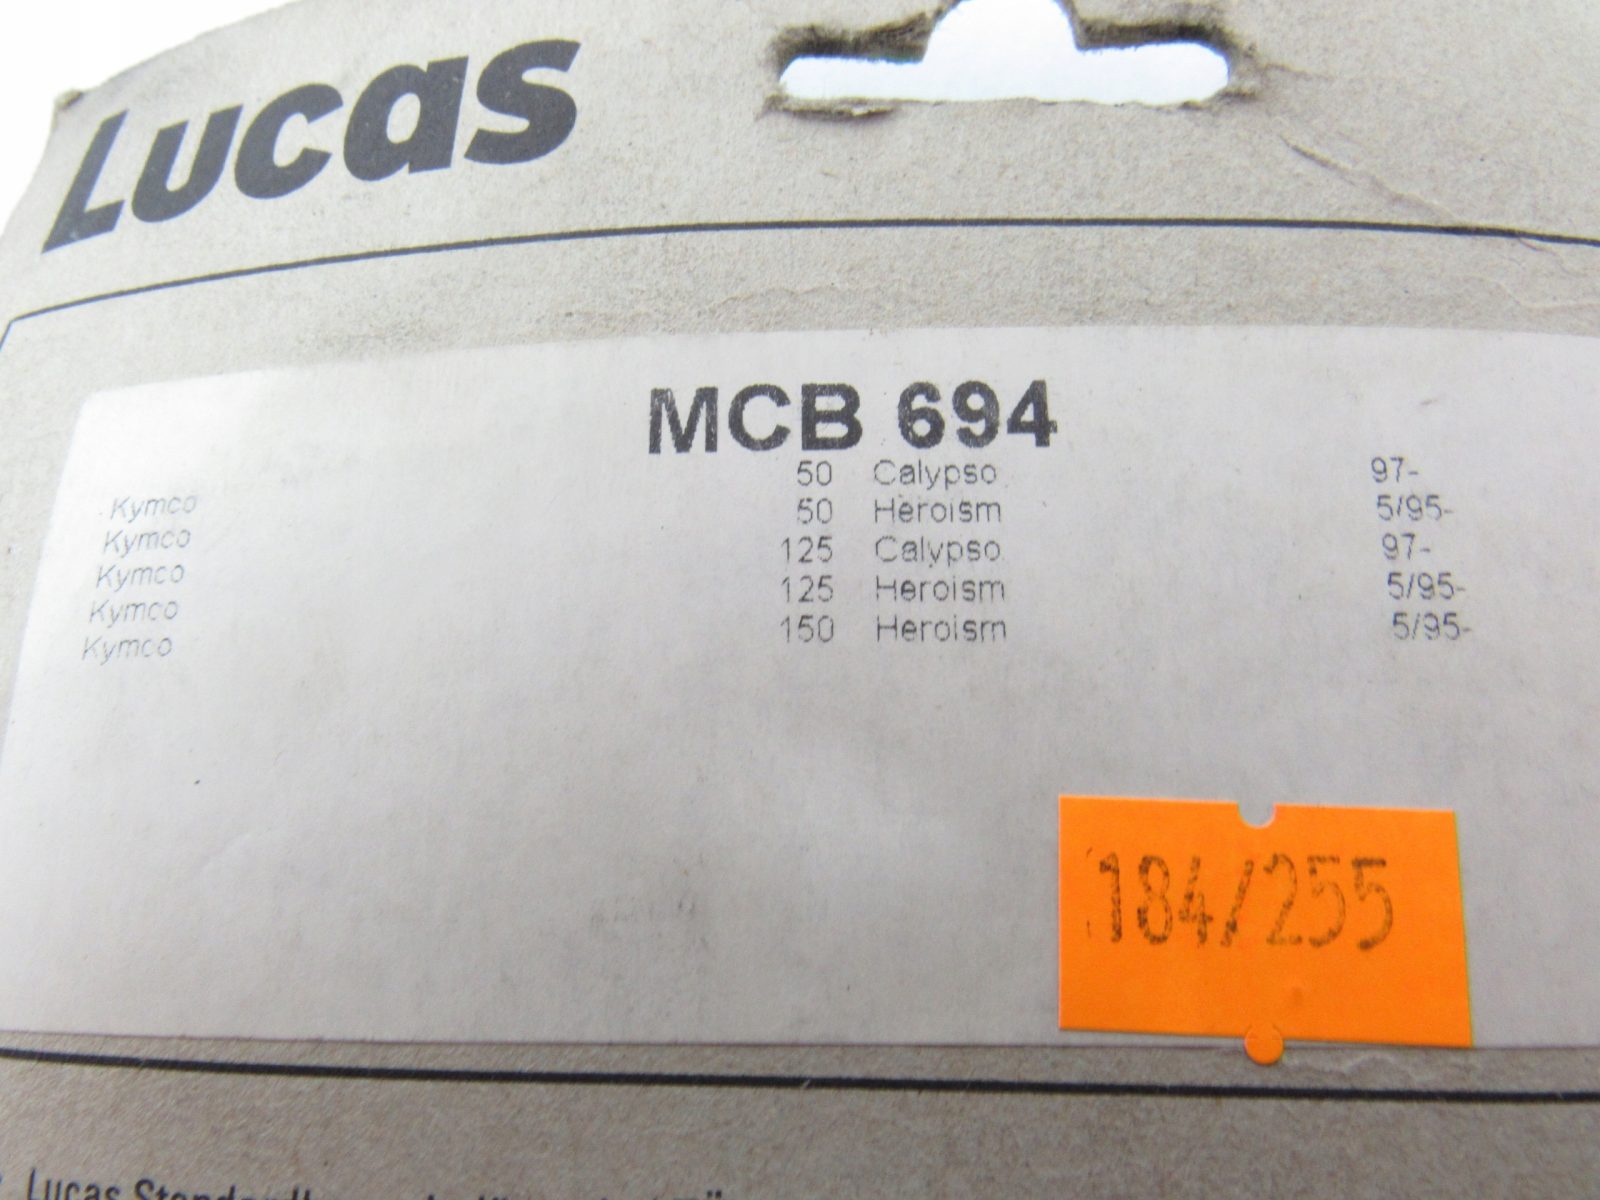 Lucas
MCB 694
Kymco 50 Calypso 97-
Kymco 50 Heroism 5/95-
Kymco 125 Calypso 97-
Kymco 125 Heroism 5/95-
Kymco 150 Heroism 5/95-
184/255
Lucas